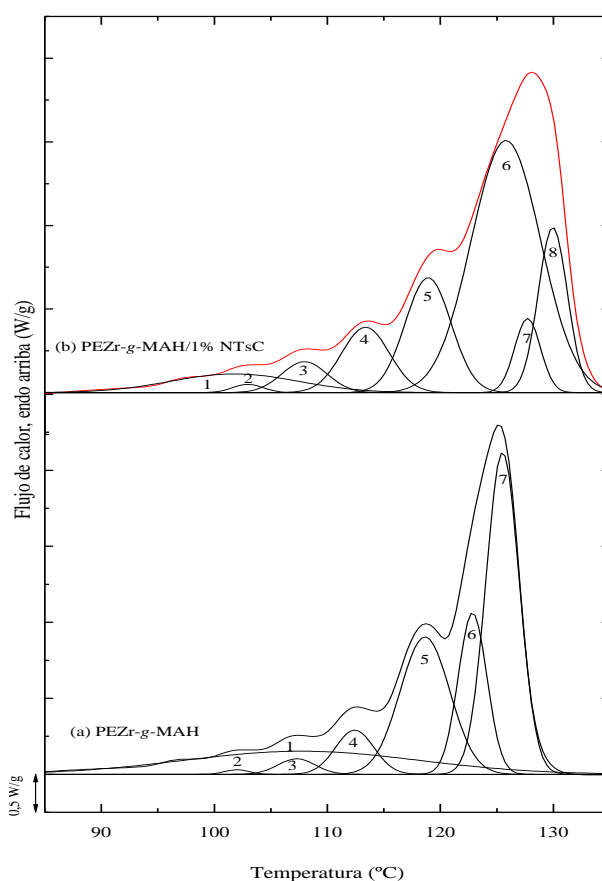 Flujo de calor, endo arriba (W/g)
(b) PEZr-g-MAH/1% NTsC
1
2
3
4
5
6
7
8
(a) PEZr-g-MAH
1
2
3
4
5
6
7
0,5 W/g
90 100 110 120 130
Temperatura (ºC)